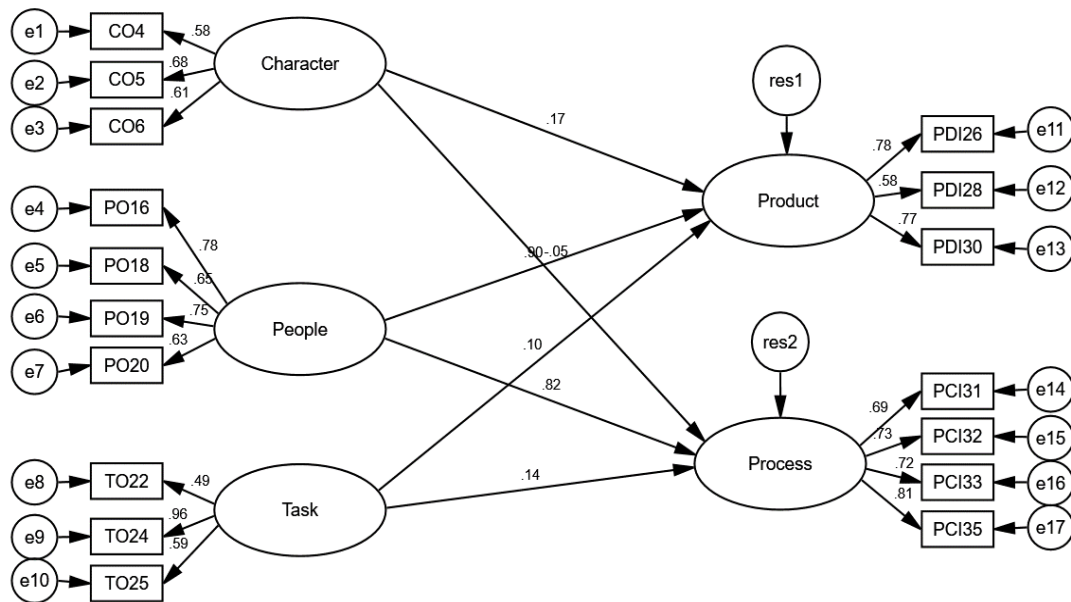 e1
CO4
.58
e2
CO5
.68
e3
CO6
.61
Character
e4
PO16
.78
e5
PO18
.65
e6
PO19
.75
e7
PO20
.63
People
e8
TO22
.49
e9
TO24
.96
e10
TO25
.59
Task
.17
.90
-.05
.10
.82
.14
res1
Product
.78
PDI26
e11
.58
PDI28
e12
.77
PDI30
e13
res2
Process
.69
PCI31
e14
.73
PCI32
e15
.72
PCI33
e16
.81
PCI35
e17